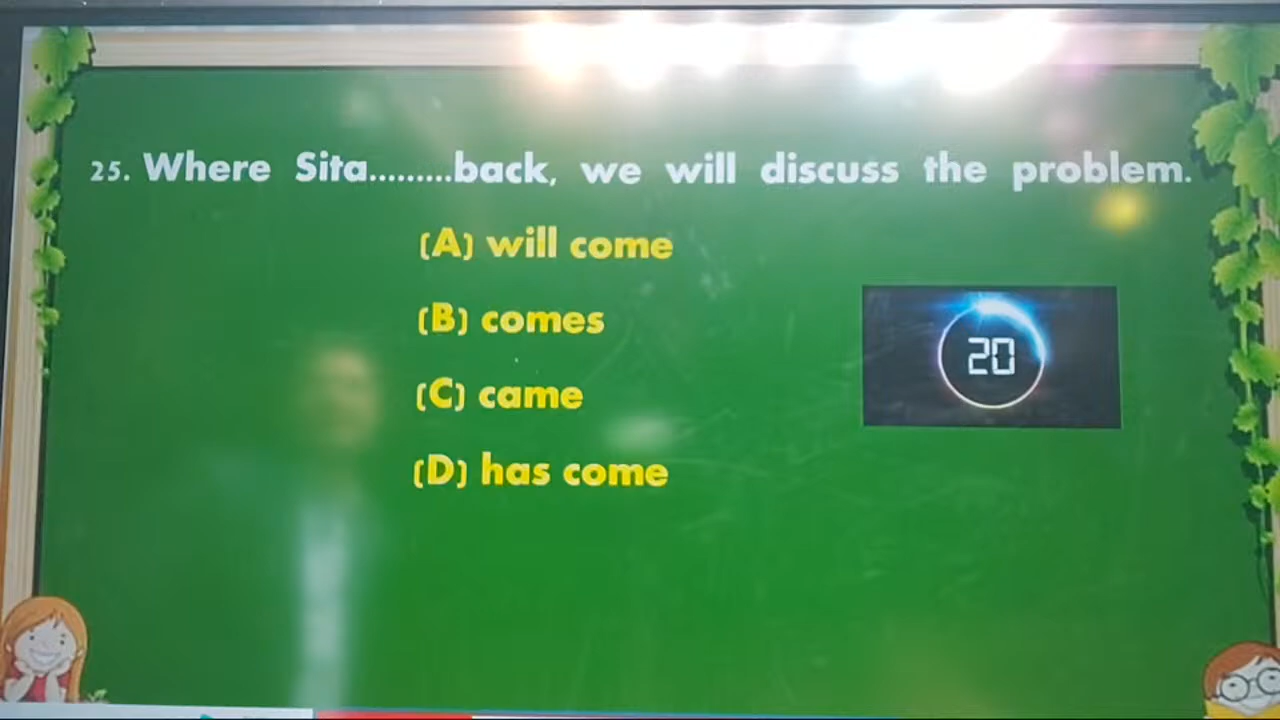 25. Where Sita.........back, we will discuss the problem.
(A) will come
(B) comes
(C) came
20
(D) has come